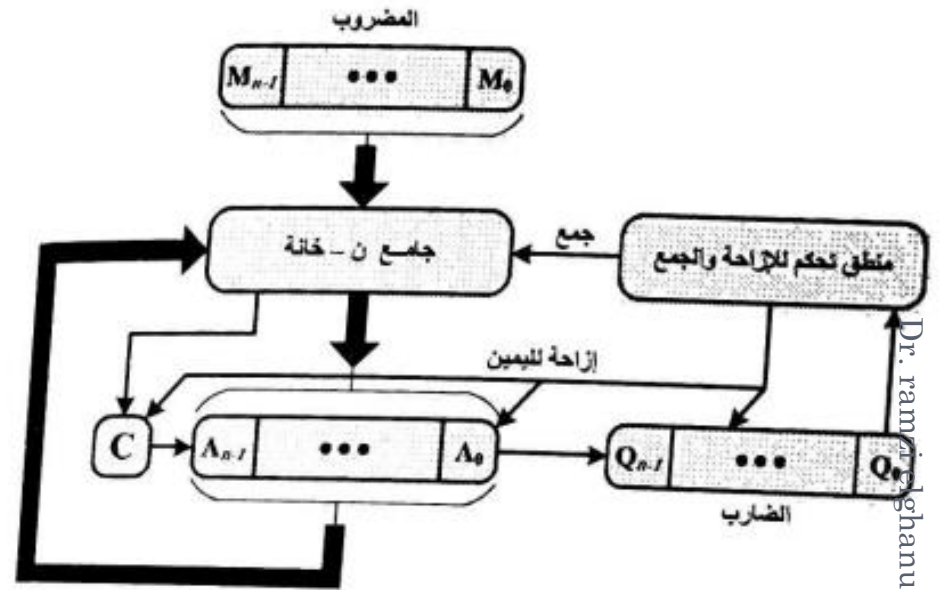 المضروب
Mn-1 ••• M0
جامع ن – خانة
جمع
منطق تحكم للإزاحة والجمع
إزاحة لليمين
C
An-1 ••• A0
Qn-1 ••• Q0
الضارب
Dr. ramzi elghanu